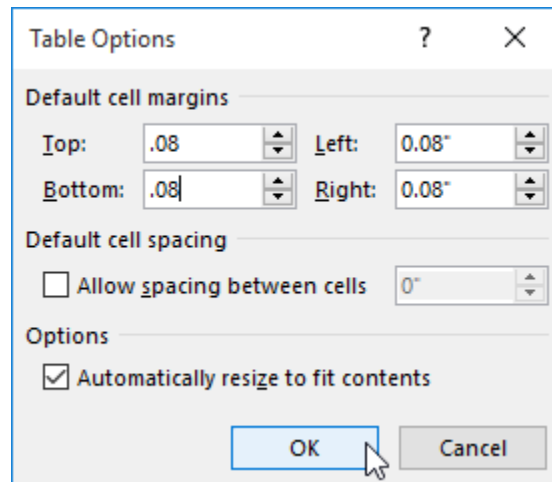 Table Options ?
Default cell margins
Top: .08 Left: 0.08"
Bottom: .08 Right: 0.08"
Default cell spacing
Allow spacing between cells 0"
Options
Automatically resize to fit contents
OK Cancel